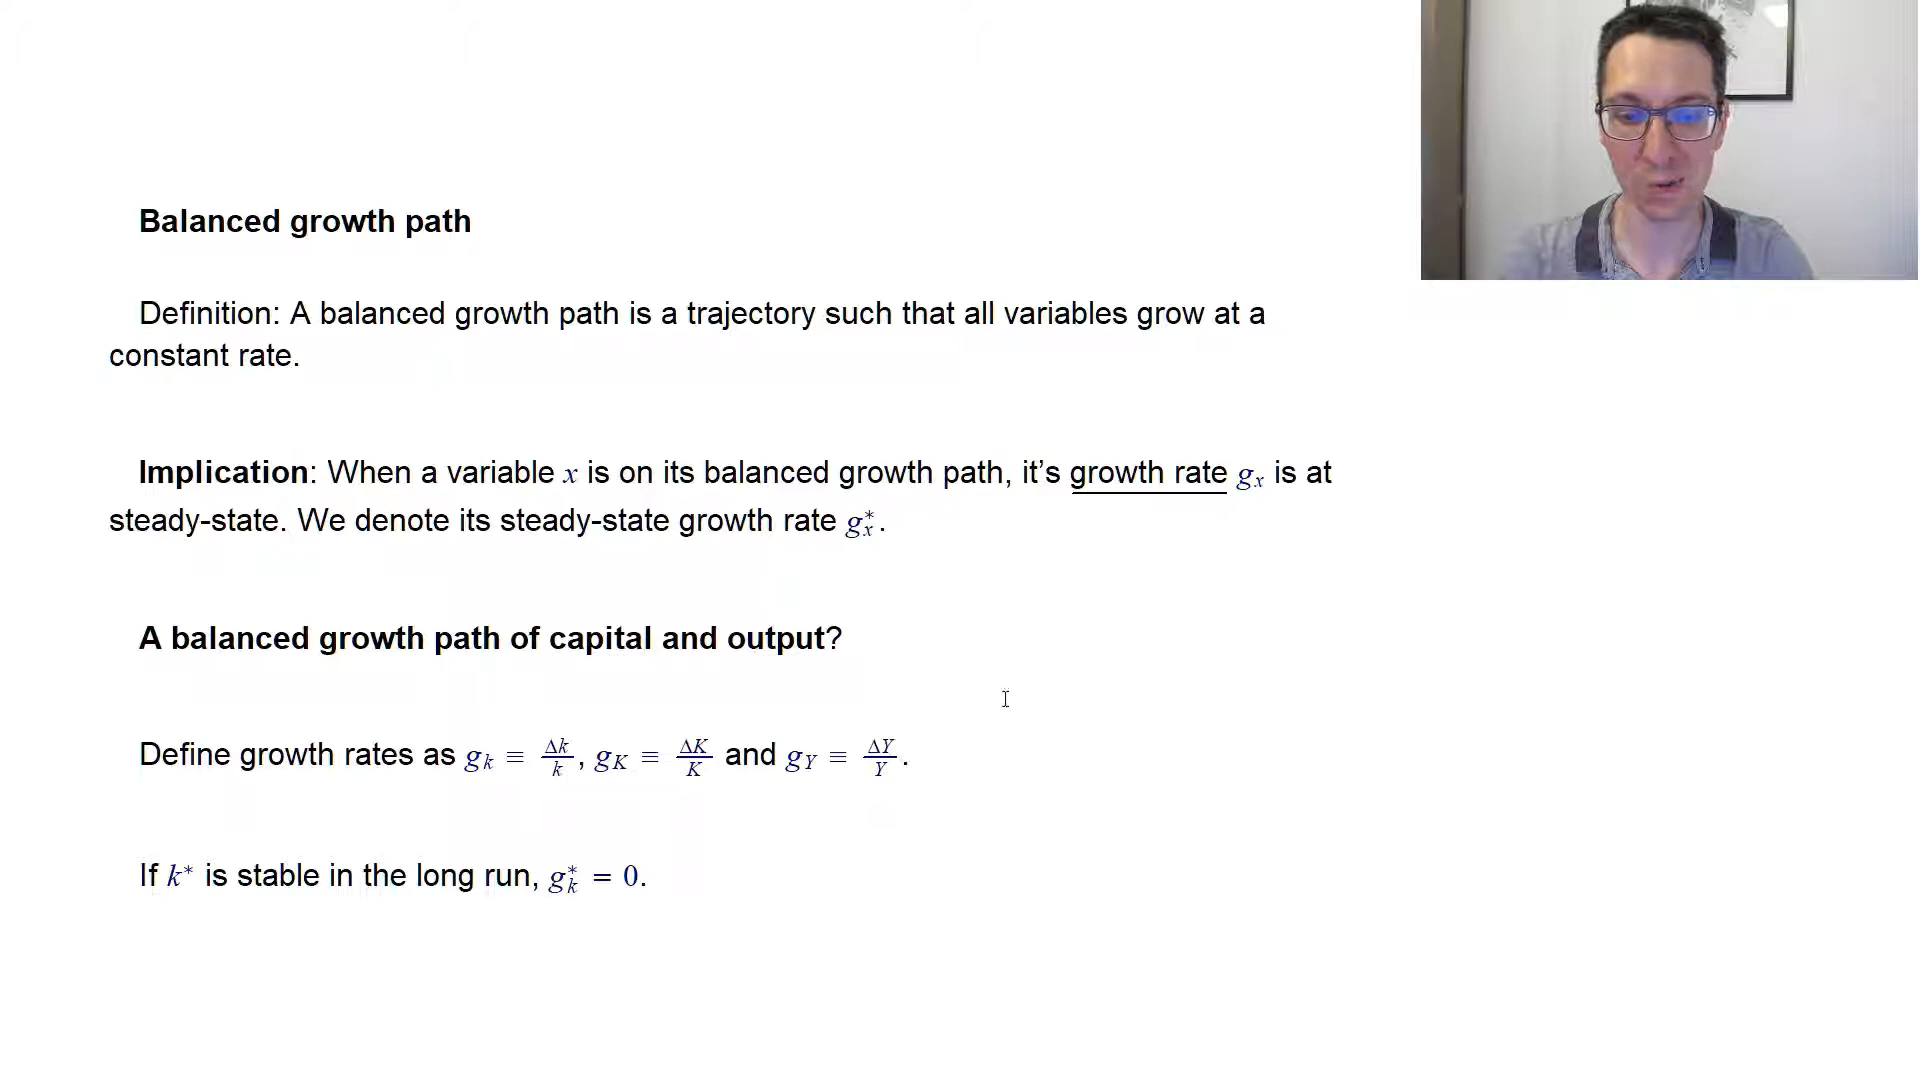 Balanced growth path
Definition: A balanced growth path is a trajectory such that all variables grow at a
constant rate.
Implication: When a variable x is on its balanced growth path, it’s growth rate gₓ is at
steady-state. We denote its steady-state growth rate g*ₓ.
A balanced growth path of capital and output?
Define growth rates as g_k ≡ Δk/k, g_K ≡ ΔK/K and g_Y ≡ ΔY/Y.
If k* is stable in the long run, g*_k = 0.